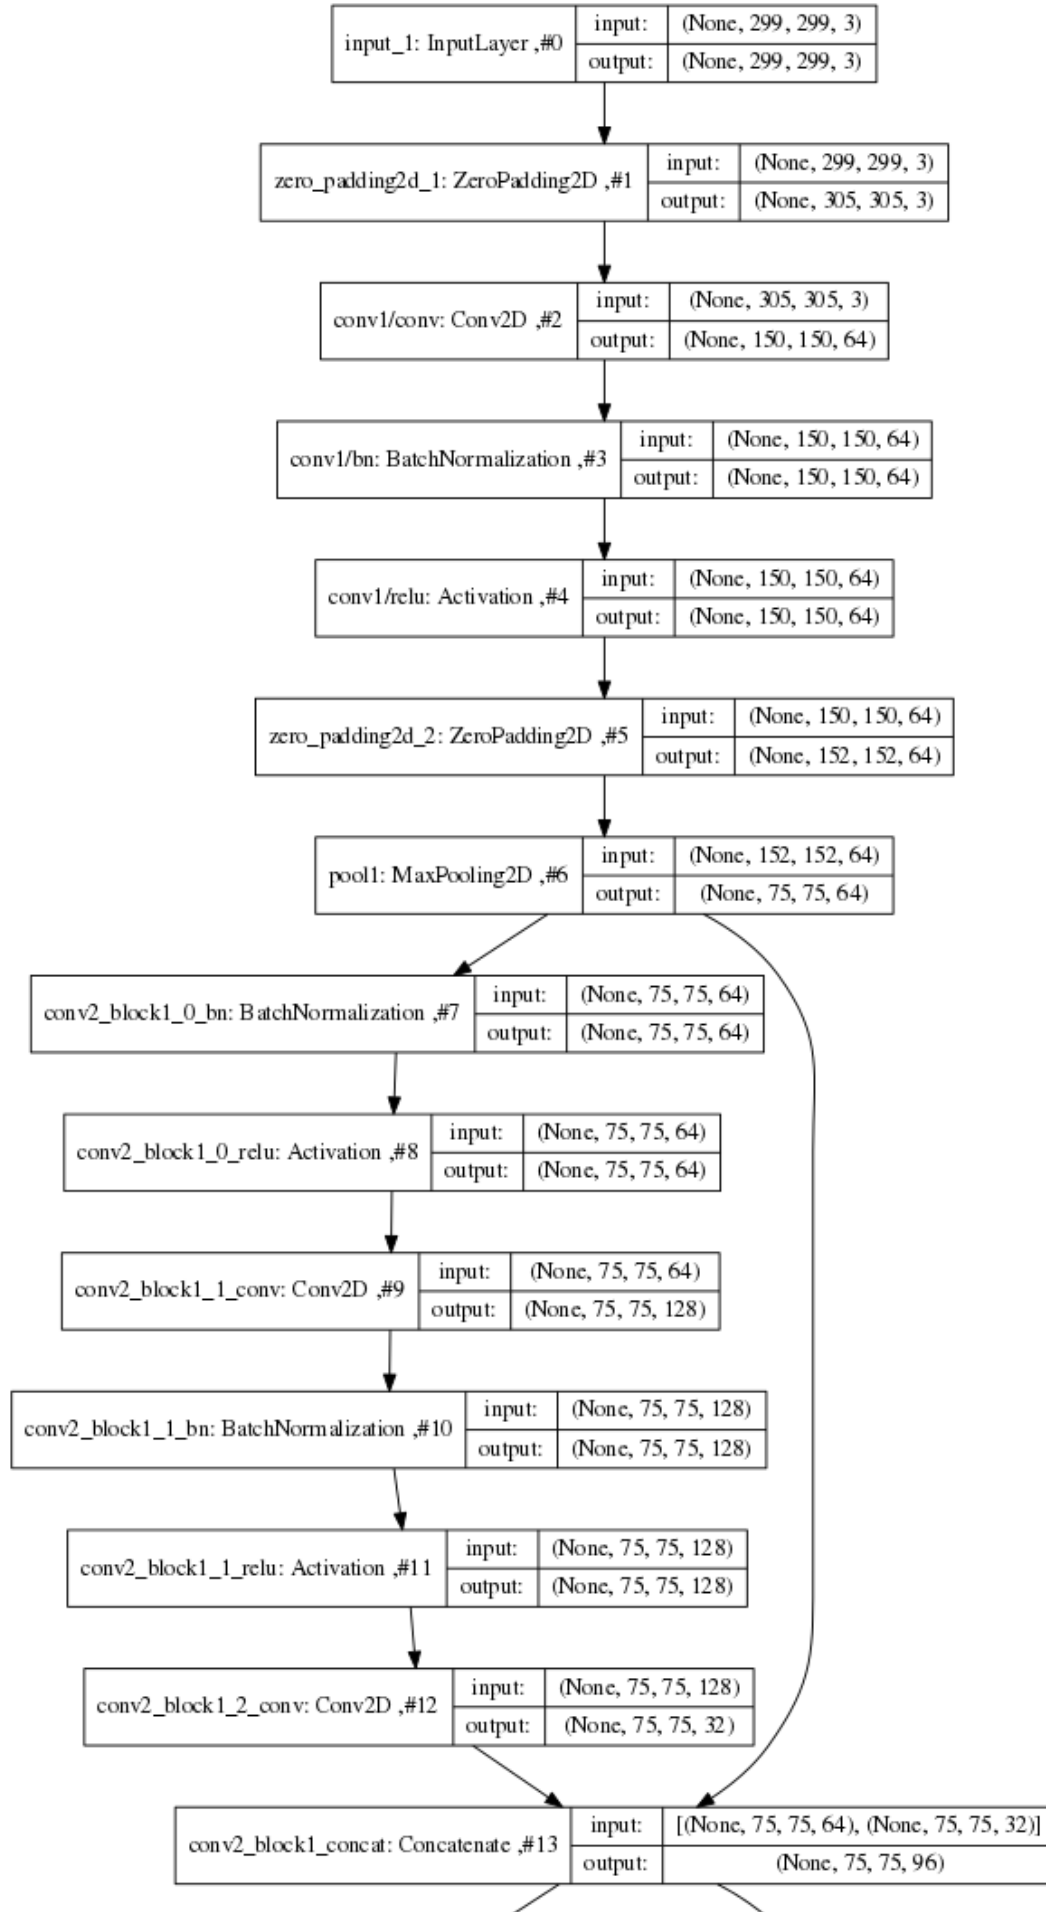 input_1: InputLayer ,#0
input: (None, 299, 299, 3)
output: (None, 299, 299, 3)
zero_padding2d_1: ZeroPadding2D ,#1
input: (None, 299, 299, 3)
output: (None, 305, 305, 3)
conv1/conv: Conv2D ,#2
input: (None, 305, 305, 3)
output: (None, 150, 150, 64)
conv1/bn: BatchNormalization ,#3
input: (None, 150, 150, 64)
output: (None, 150, 150, 64)
conv1/relu: Activation ,#4
input: (None, 150, 150, 64)
output: (None, 150, 150, 64)
zero_padding2d_2: ZeroPadding2D ,#5
input: (None, 150, 150, 64)
output: (None, 152, 152, 64)
pool1: MaxPooling2D ,#6
input: (None, 152, 152, 64)
output: (None, 75, 75, 64)
conv2_block1_0_bn: BatchNormalization ,#7
input: (None, 75, 75, 64)
output: (None, 75, 75, 64)
conv2_block1_0_relu: Activation ,#8
input: (None, 75, 75, 64)
output: (None, 75, 75, 64)
conv2_block1_1_conv: Conv2D ,#9
input: (None, 75, 75, 64)
output: (None, 75, 75, 128)
conv2_block1_1_bn: BatchNormalization ,#10
input: (None, 75, 75, 128)
output: (None, 75, 75, 128)
conv2_block1_1_relu: Activation ,#11
input: (None, 75, 75, 128)
output: (None, 75, 75, 128)
conv2_block1_2_conv: Conv2D ,#12
input: (None, 75, 75, 128)
output: (None, 75, 75, 32)
conv2_block1_concat: Concatenate ,#13
input: [(None, 75, 75, 64), (None, 75, 75, 32)]
output: (None, 75, 75, 96)